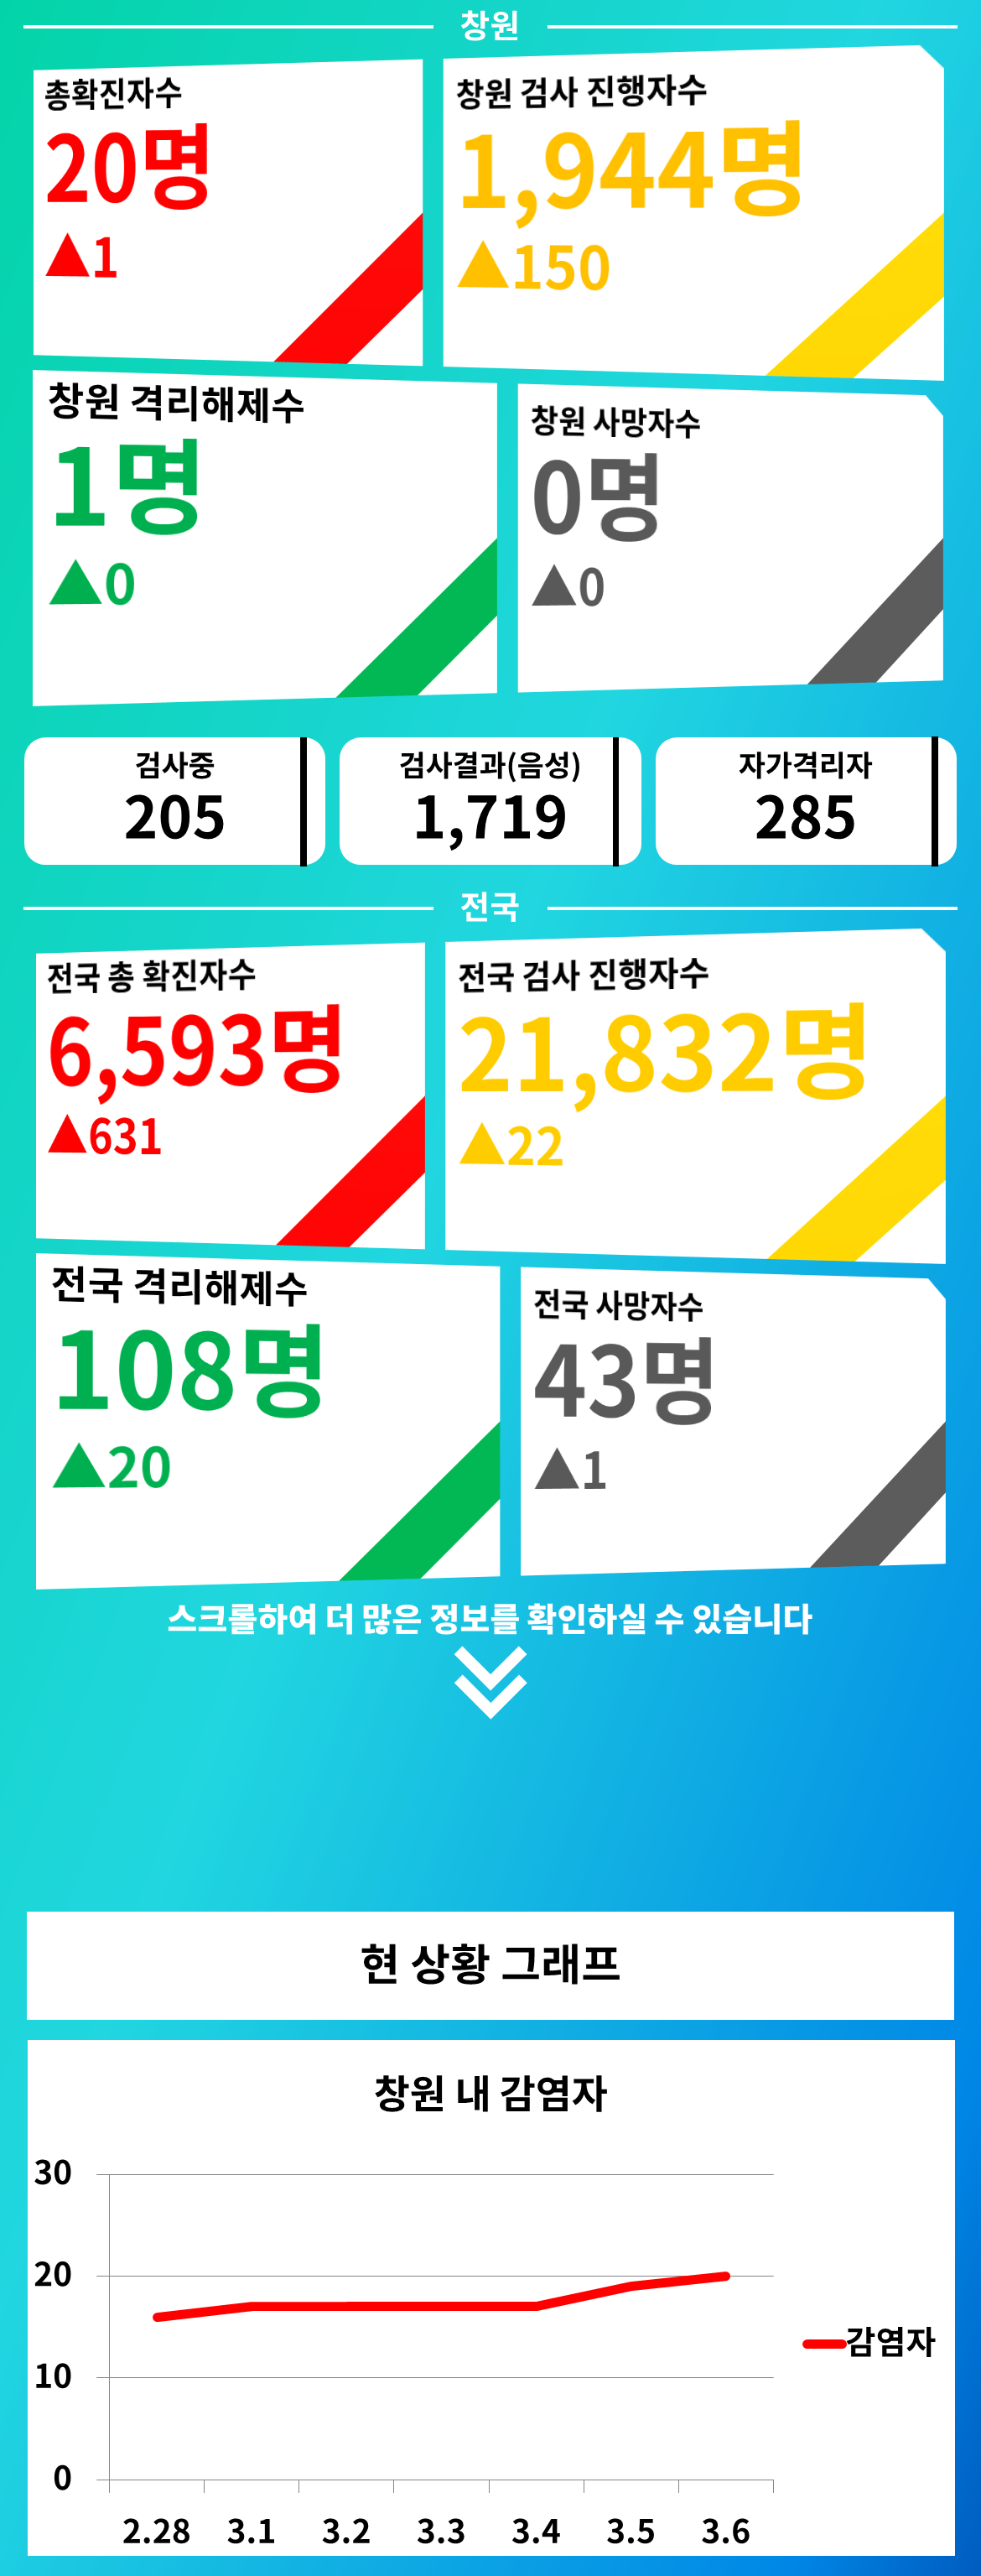 창원
총확진자수
20명
▲1
창원 검사 진행자수
1,944명
▲150
창원 격리해제수
1명
▲0
창원 사망자수
0명
▲0
검사중
205
검사결과(음성)
1,719
자가격리자
285
전국
전국 총 확진자수
6,593명
▲631
전국 검사 진행자수
21,832명
▲22
전국 격리해제수
108명
▲20
전국 사망자수
43명
▲1
스크롤하여 더 많은 정보를 확인하실 수 있습니다
현 상황 그래프
창원 내 감염자
30
20
10
0
감염자
2.28 3.1 3.2 3.3 3.4 3.5 3.6